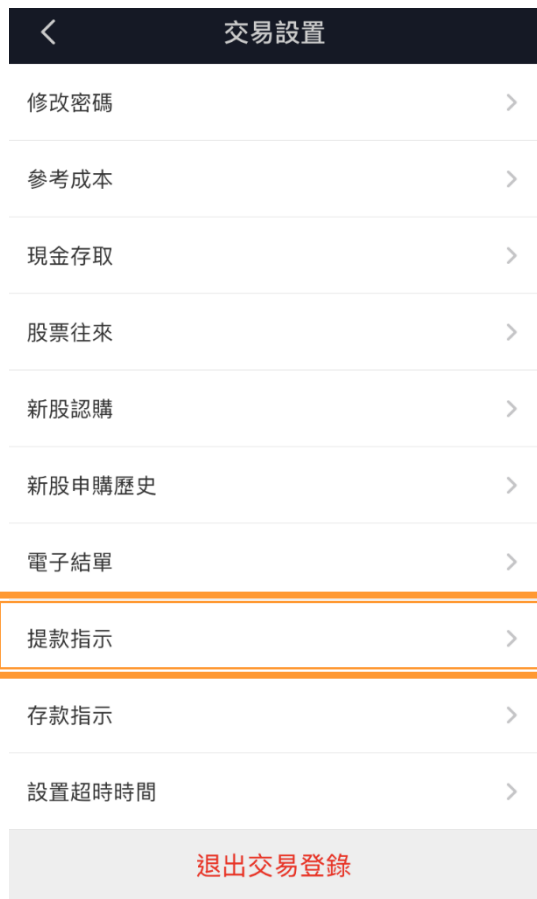 交易設置
修改密碼
參考成本
現金存取
股票往來
新股認購
新股申購歷史
電子結單
提款指示
存款指示
設置超時時間
退出交易登錄